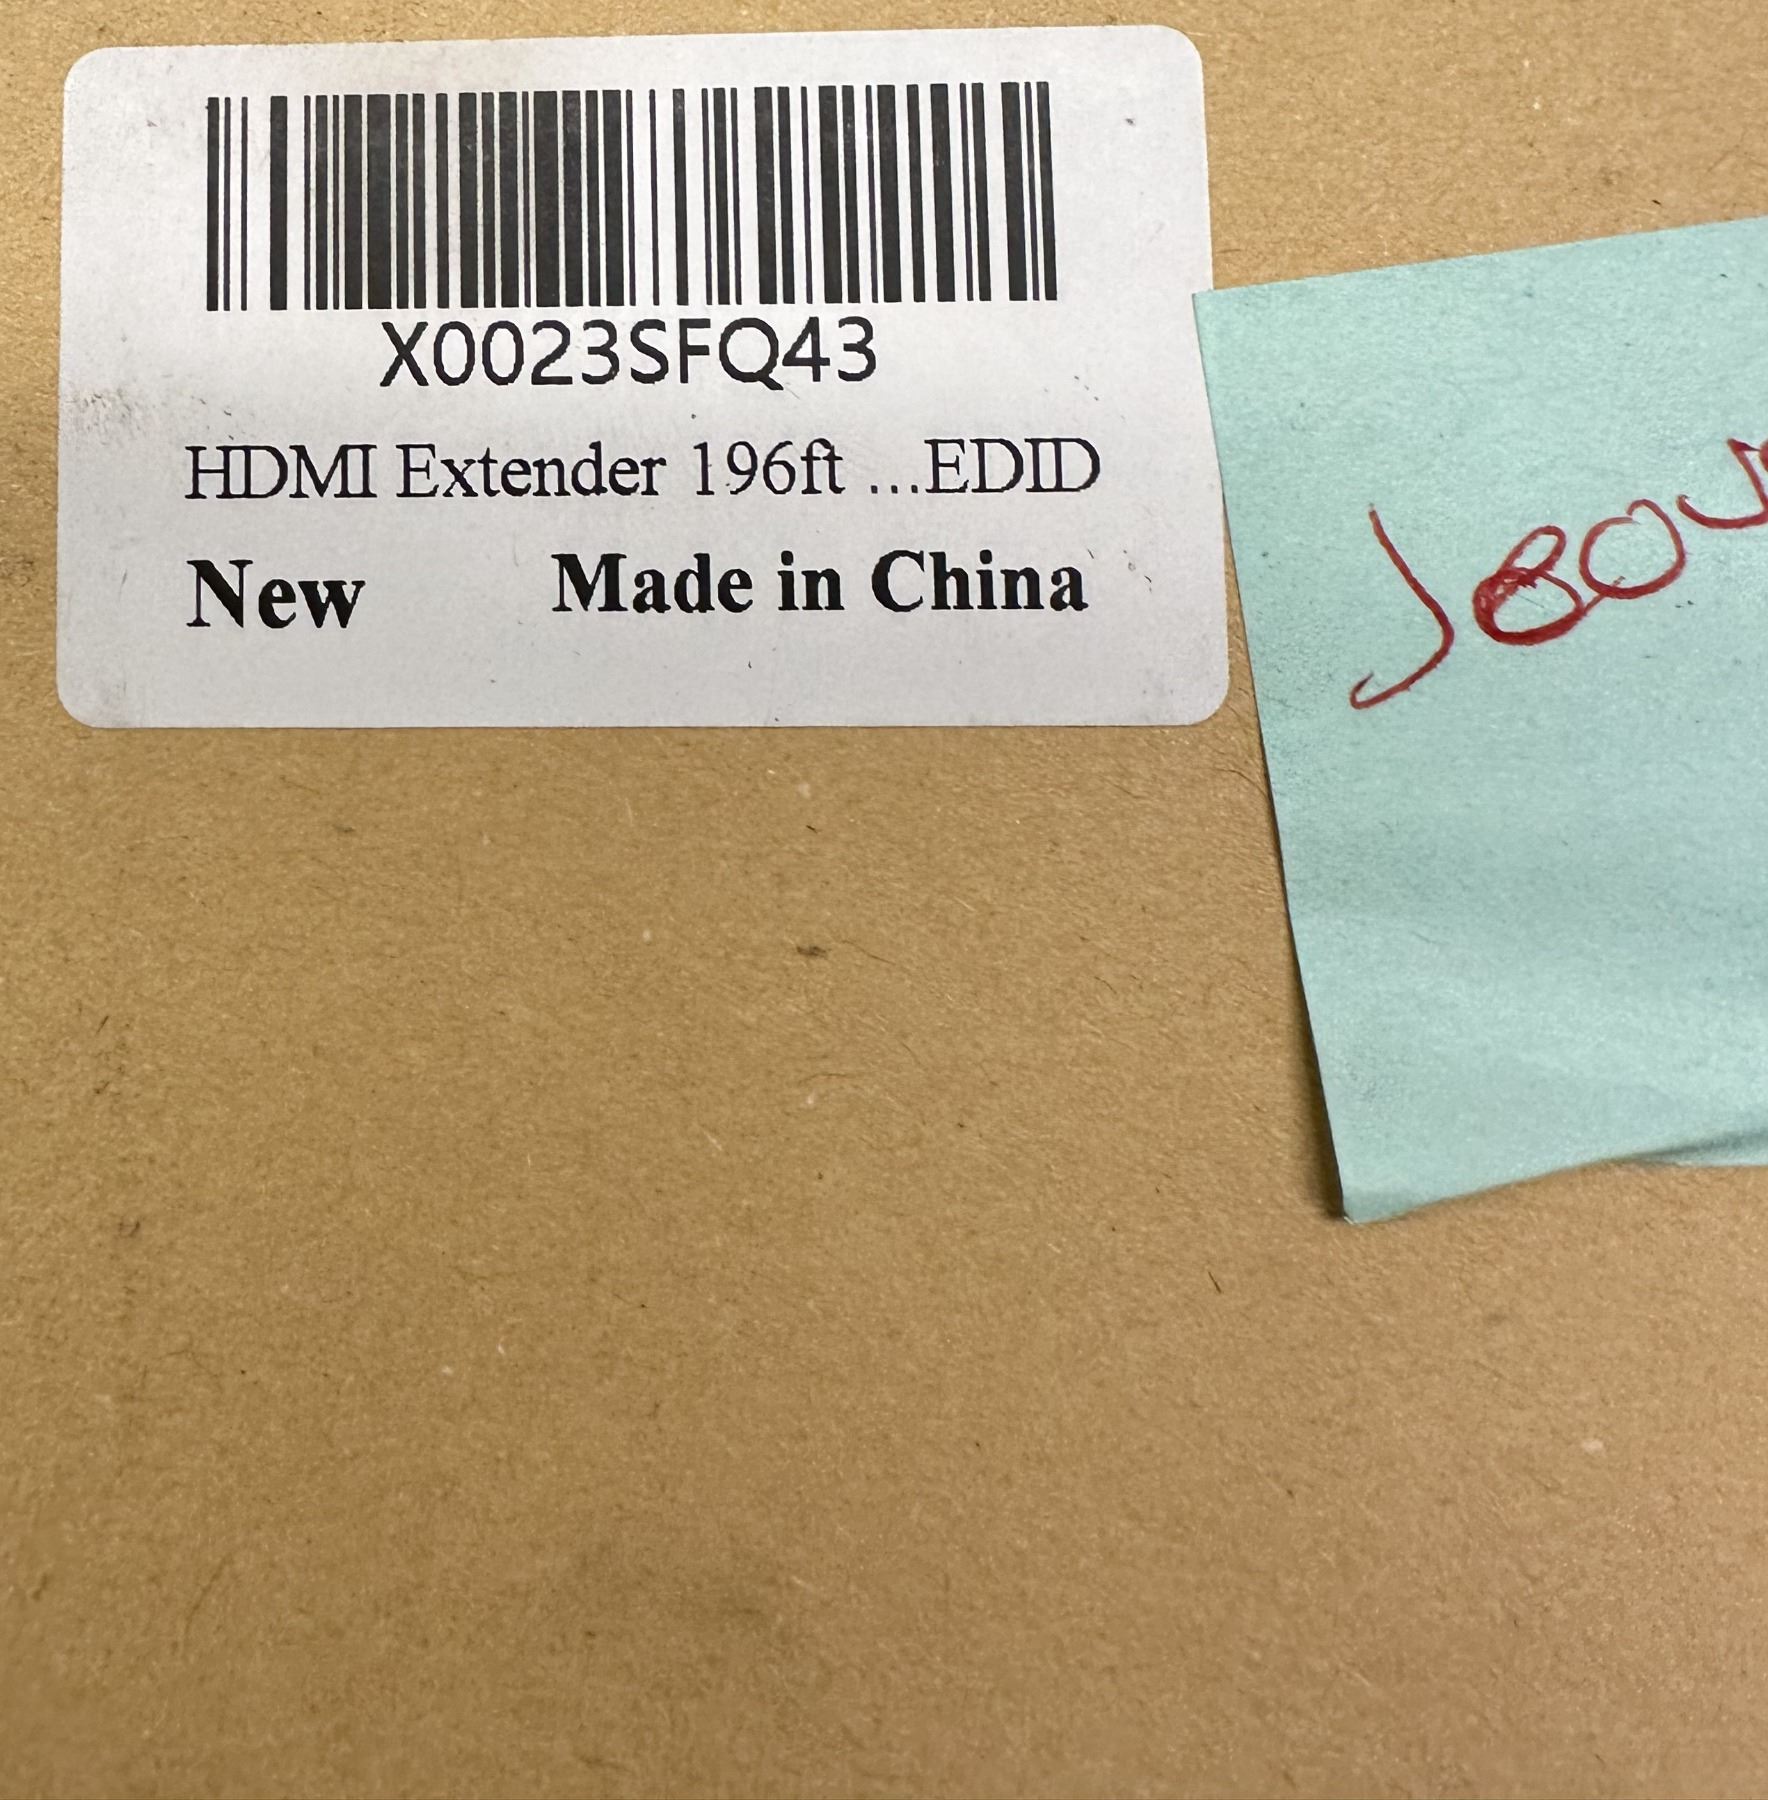 X0023SFQ43
HDMI Extender 196ft ...EDID
New Made in China